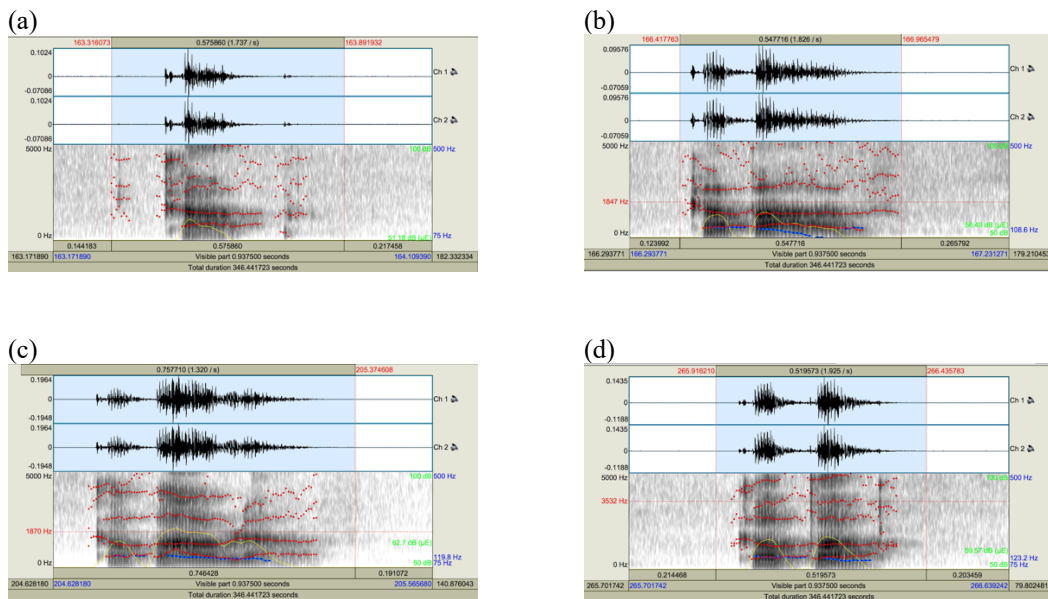 (a)
163.316073 0.575860 (1.737 / s) 163.891932
0.1024
0
-0.07086
Ch 1
0.1024
0
-0.07086
Ch 2
5000 Hz
100 dB 500 Hz
0 Hz
51.16 dB (µE) 75 Hz
0.144183 0.575860 0.217458
163.171890 163.171890 Visible part 0.937500 seconds 164.109390 182.332334
Total duration 346.441723 seconds
(b)
166.417763 0.547716 (1.826 / s) 166.965479
0.09576
0
-0.07059
Ch 1
0.09576
0
-0.07059
Ch 2
5000 Hz
500 Hz
1847 Hz
108.6 Hz
0 Hz
50 dB
0.123992 0.547716 0.265792
166.293771 166.293771 Visible part 0.937500 seconds 167.231271 179.210453
Total duration 346.441723 seconds
(c)
0.757710 (1.320 / s) 205.374608
0.1964
0
-0.1948
Ch 1
0.1964
0
-0.1948
Ch 2
5000 Hz
100 dB 500 Hz
1870 Hz
62.7 dB (µE)
119.8 Hz
0 Hz
50 dB 75 Hz
0.746428 0.191072
204.628180 204.628180 Visible part 0.937500 seconds 205.565680 140.876043
Total duration 346.441723 seconds
(d)
265.916210 0.519573 (1.925 / s) 266.435783
0.1435
0
-0.1188
Ch 1
0.1435
0
-0.1188
Ch 2
5000 Hz
100 dB 500 Hz
3532 Hz
59.57 dB (µE)
123.2 Hz
0 Hz
50 dB 75 Hz
0.214468 0.519573 0.203459
265.701742 265.701742 Visible part 0.937500 seconds 266.639242 79.802481
Total duration 346.441723 seconds